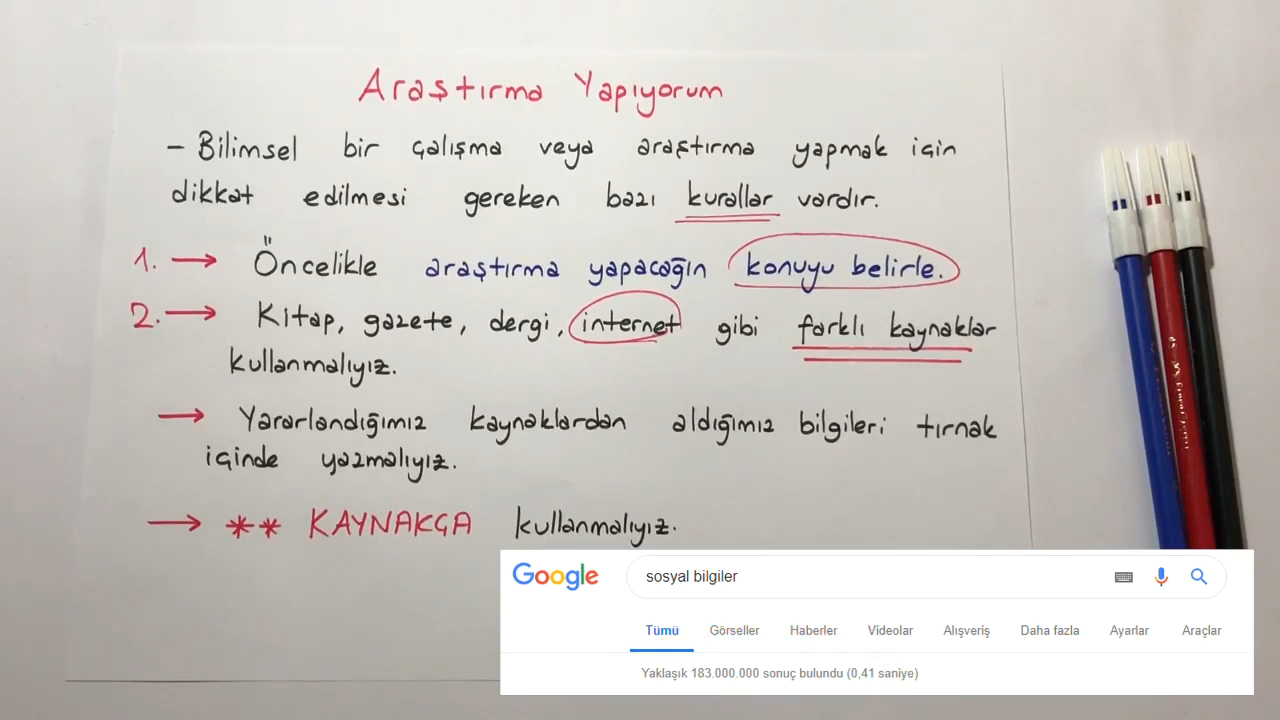 Araştırma Yapıyorum
- Bilimsel bir çalışma veya araştırma yapmak için
dikkat edilmesi gereken bazı kurallar vardır.
1. → Öncelikle araştırma yapacağın konuyu belirle.
2. → Kitap, gazete, dergi, internet gibi farklı kaynaklar
kullanmalıyız.
→ Yararlandığımız kaynaklardan aldığımız bilgileri tırnak
içinde yazmalıyız.
→ ** KAYNAKÇA kullanmalıyız.
Google sosyal bilgiler
Tümü Görseller Haberler Videolar Alışveriş Daha fazla Ayarlar Araçlar
Yaklaşık 183.000.000 sonuç bulundu (0,41 saniye)